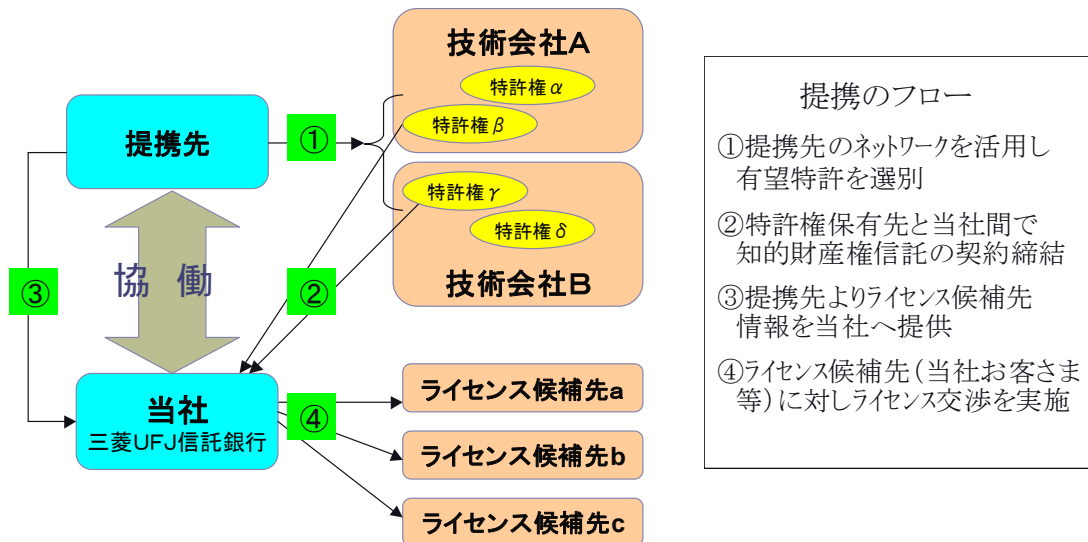 技術会社A
特許権α
特許権β
提携先
①
特許権γ
特許権δ
技術会社B
協 働
③
②
当社
三菱UFJ信託銀行
④
ライセンス候補先a
ライセンス候補先b
ライセンス候補先c
提携のフロー
①提携先のネットワークを活用し
有望特許を選別
②特許権保有先と当社間で
知的財産権信託の契約締結
③提携先よりライセンス候補先
情報を当社へ提供
④ライセンス候補先(当社お客さま
等)に対しライセンス交渉を実施